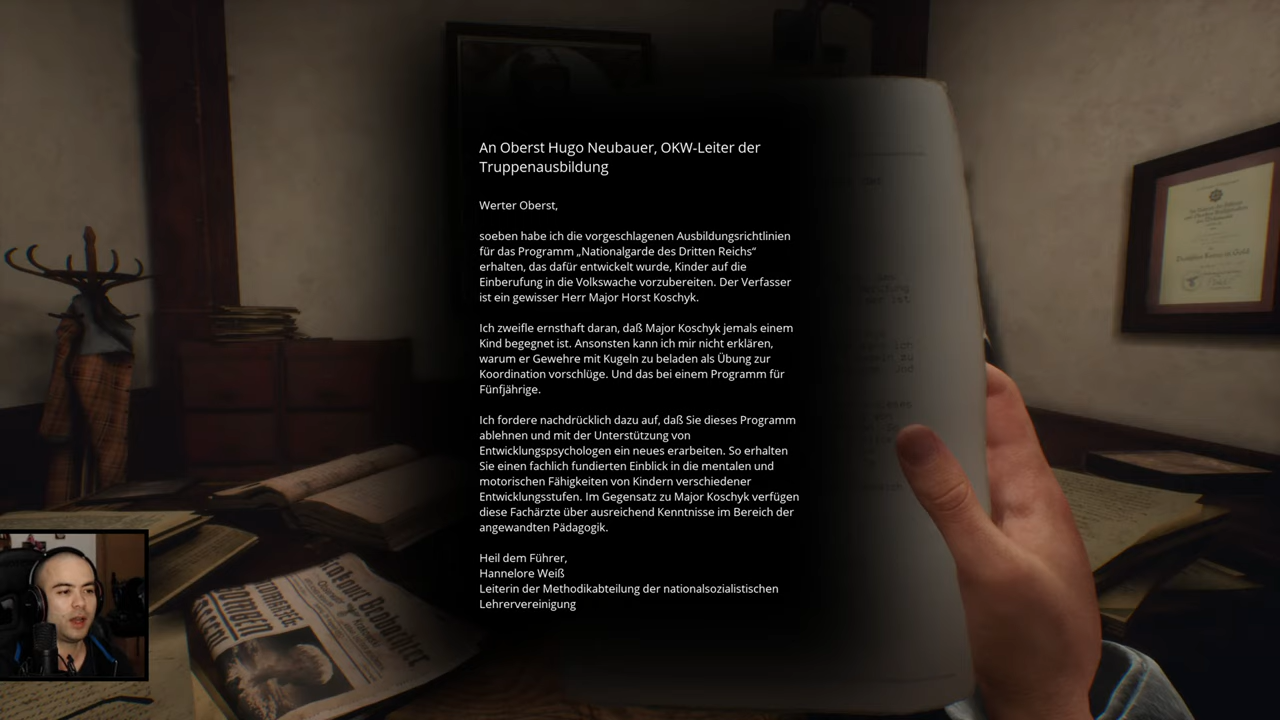 An Oberst Hugo Neubauer, OKW-Leiter der
Truppenausbildung
Werter Oberst,
soeben habe ich die vorgeschlagenen Ausbildungsrichtlinien
für das Programm „Nationalgarde des Dritten Reichs“
erhalten, das dafür entwickelt wurde, Kinder auf die
Einberufung in die Volkswache vorzubereiten. Der Verfasser
ist ein gewisser Herr Major Horst Koschyk.
Ich zweifle ernsthaft daran, daß Major Koschyk jemals einem
Kind begegnet ist. Ansonsten kann ich mir nicht erklären,
warum er Gewehre mit Kugeln zu beladen als Übung zur
Koordination vorschlüge. Und das bei einem Programm für
Fünfjährige.
Ich fordere nachdrücklich dazu auf, daß Sie dieses Programm
ablehnen und mit der Unterstützung von
Entwicklungspsychologen ein neues erarbeiten. So erhalten
Sie einen fachlich fundierten Einblick in die mentalen und
motorischen Fähigkeiten von Kindern verschiedener
Entwicklungsstufen. Im Gegensatz zu Major Koschyk verfügen
diese Fachärzte über ausreichend Kenntnisse im Bereich der
angewandten Pädagogik.
Heil dem Führer,
Hannelore Weiß
Leiterin der Methodikabteilung der nationalsozialistischen
Lehrervereinigung
Beobachter